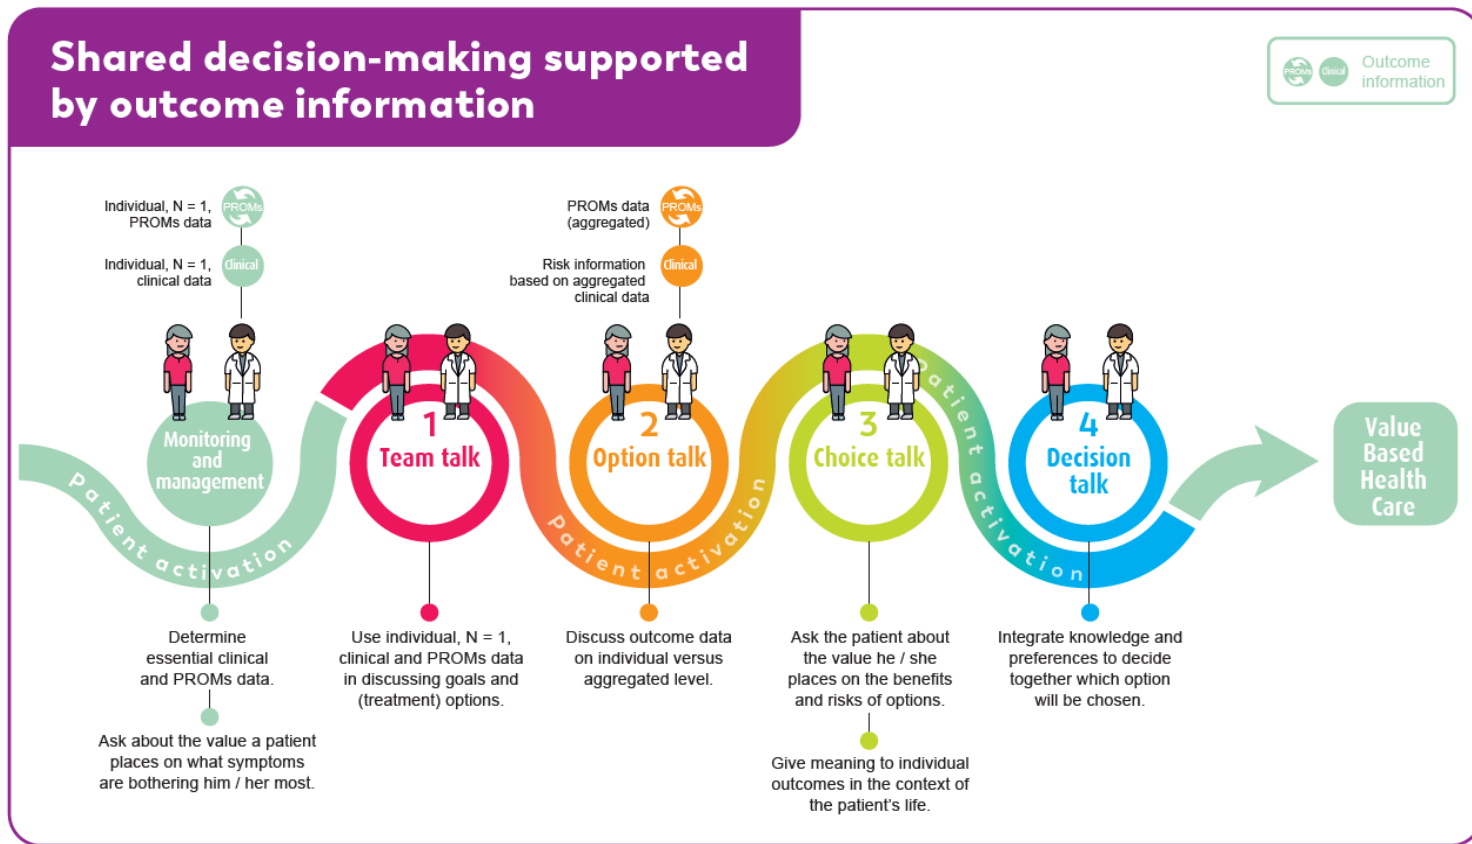 Shared decision-making supported
by outcome information
PROMs
Clinical
Outcome
information
Individual, N = 1,
PROMs data
PROMs
Individual, N = 1,
clinical data
Clinical
PROMs data
(aggregated)
PROMs
Risk information
based on aggregated
clinical data
Clinical
Monitoring
and
management
1
Team talk
2
Option talk
3
Choice talk
4
Decision
talk
Value
Based
Health
Care
Patient activation
Patient activation
Patient activation
Determine
essential clinical
and PROMs data.
Ask about the value a patient
places on what symptoms
are bothering him / her most.
Use individual, N = 1,
clinical and PROMs data
in discussing goals and
(treatment) options.
Discuss outcome data
on individual versus
aggregated level.
Ask the patient about
the value he / she
places on the benefits
and risks of options.
Give meaning to individual
outcomes in the context of
the patient's life.
Integrate knowledge and
preferences to decide
together which option
will be chosen.